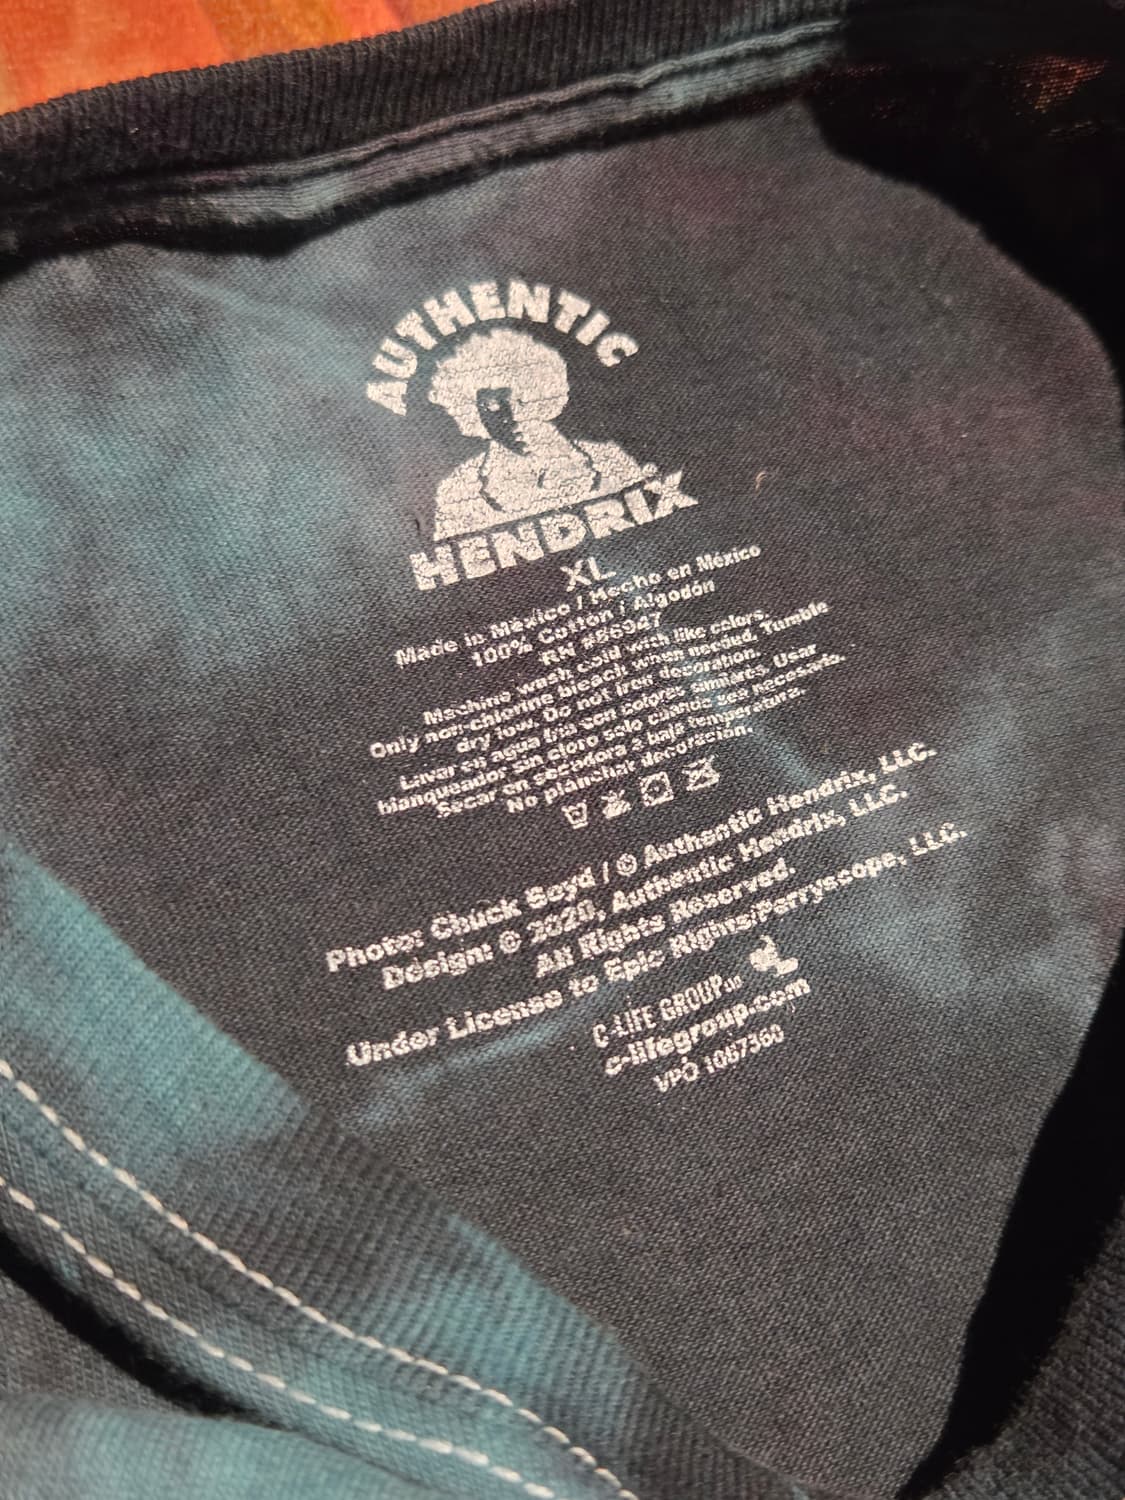 AUTHENTIC
HENDRIX
XL
Made in Mexico / Hecho en México
100% Cotton / Algodón
RN #86947
Machine wash cold with like colors.
Only non-chlorine bleach when needed. Tumble
dry low. Do not iron decoration.
Lavar en agua fria con colores similares. Usar
blanqueador sin cloro solo cuando sea necesario.
Secar en secadora a baja temperatura.
No planchar decoración.
Photo: Chuck Boyd / © Authentic Hendrix, LLC.
Design: © 2020, Authentic Hendrix, LLC.
All Rights Reserved.
Under License to Epic Rights/Perryscope, LLC.
C-LIFE GROUP
c-lifegroup.com
VPO 1087360